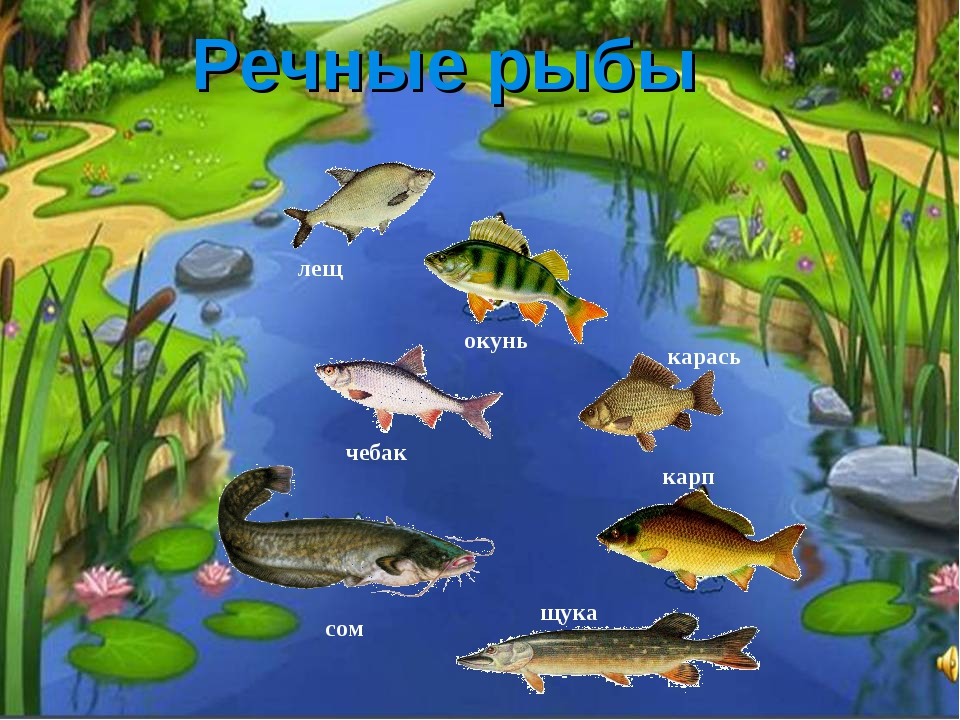 Речные рыбы
лещ
окунь
карась
чебак
карп
щука
сом